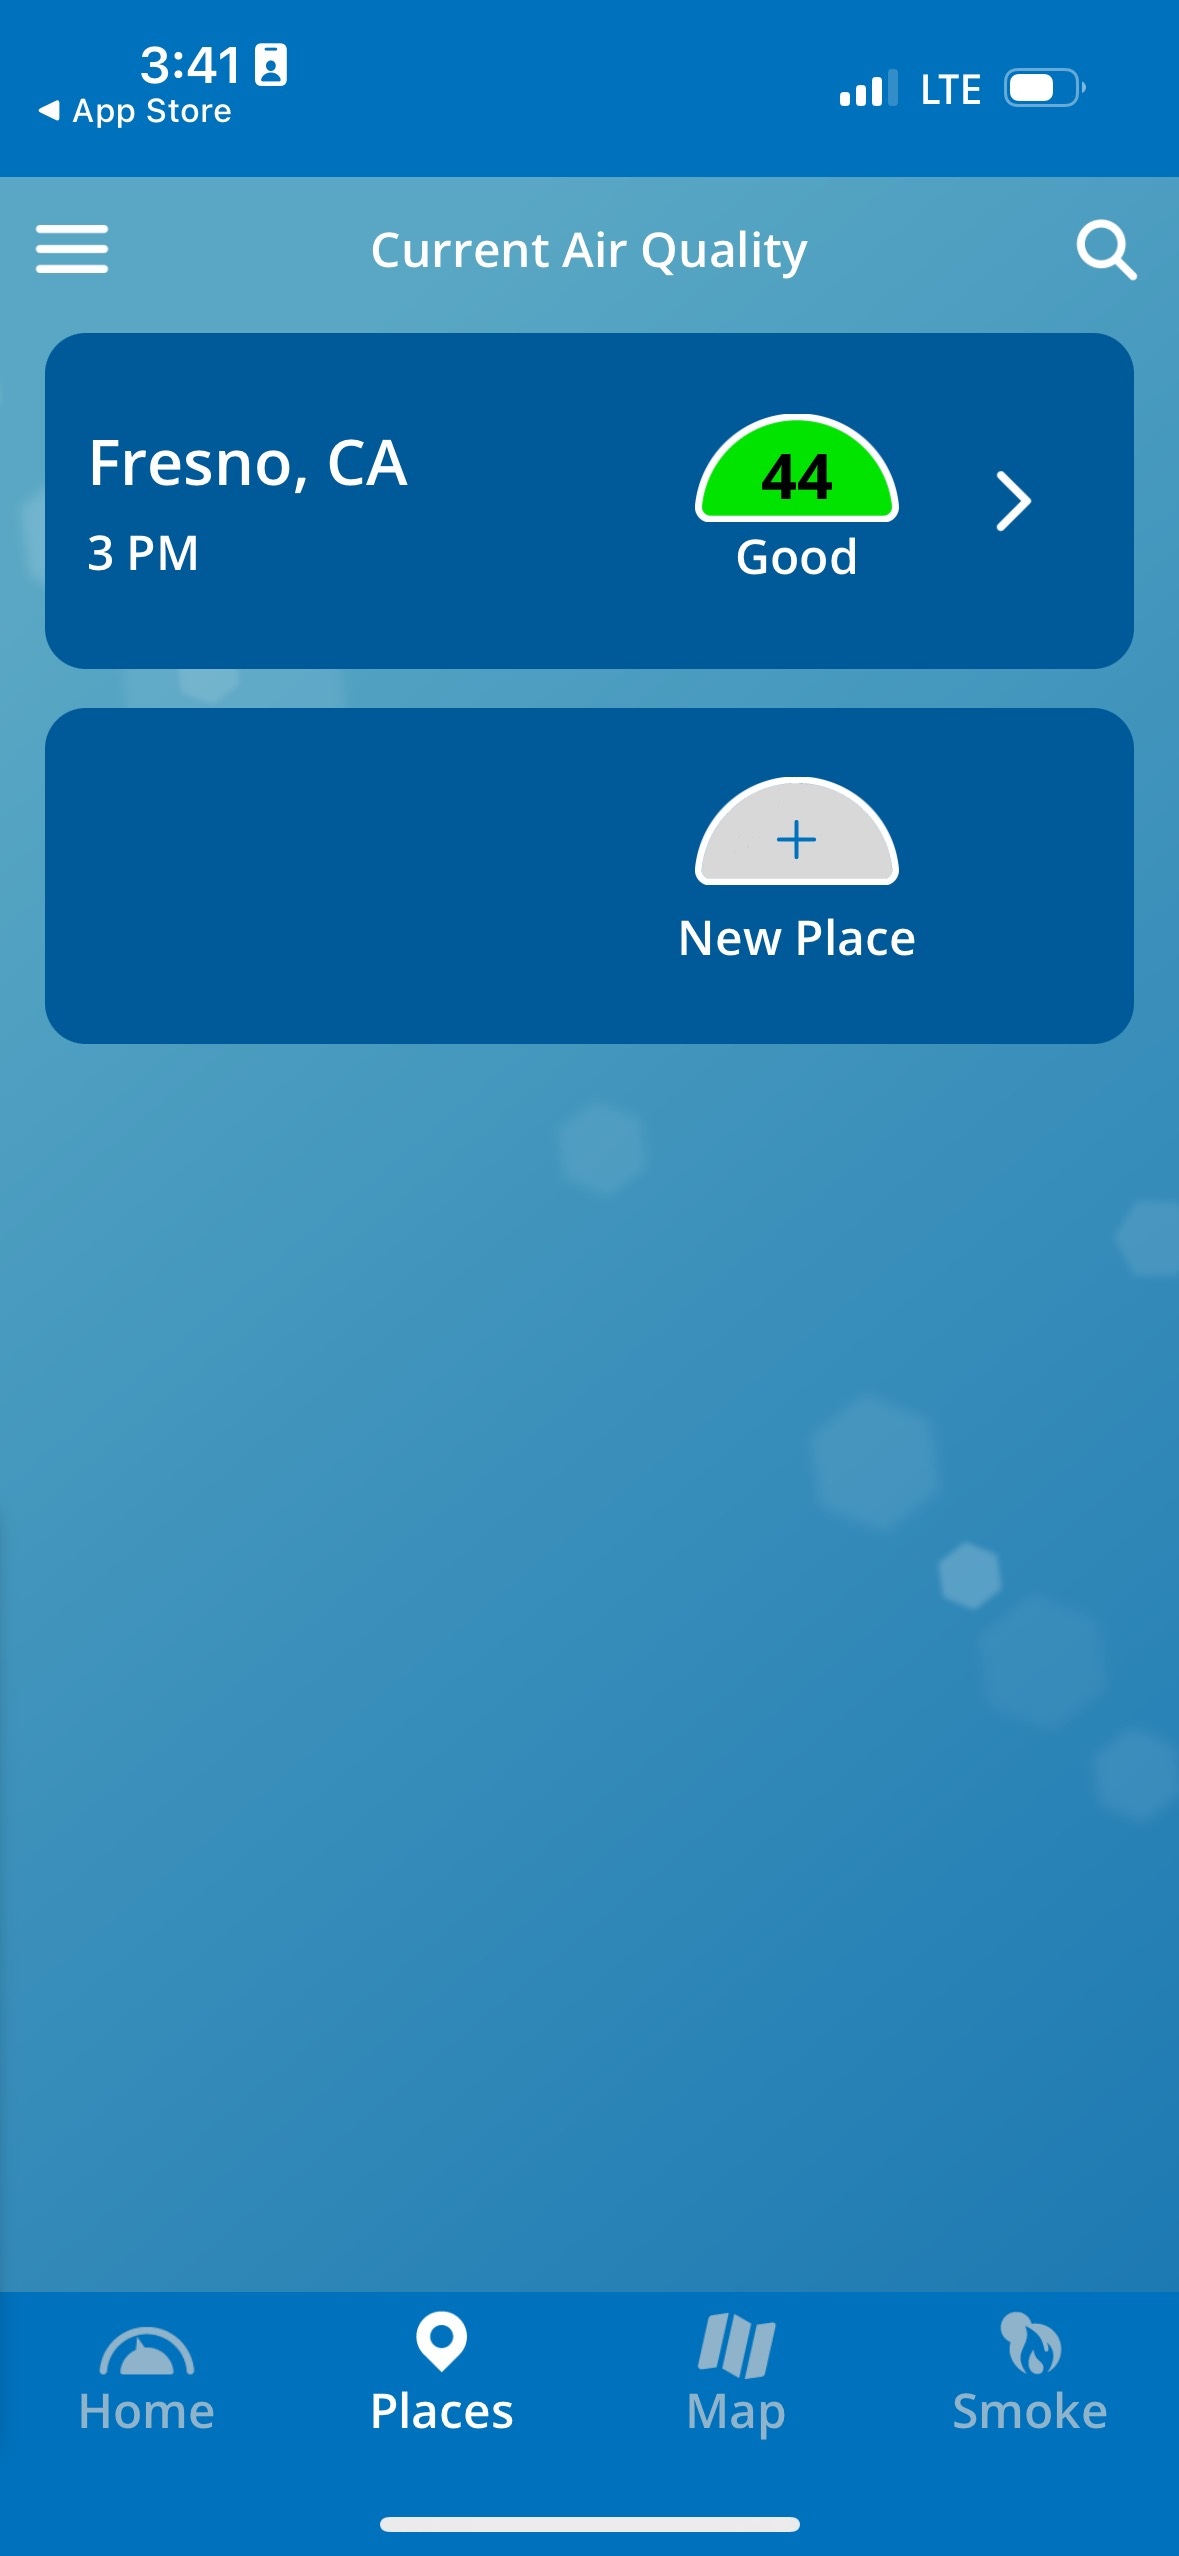 3:41
App Store
LTE
Current Air Quality
Fresno, CA
3 PM
44
Good
New Place
Home
Places
Map
Smoke